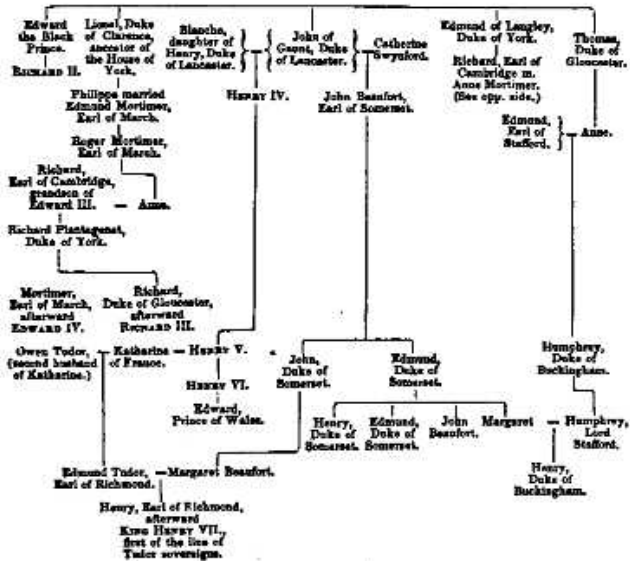 Edward
the Black
Prince.
RICHARD II.
Lionel, Duke
of Clarence,
ancestor of
the House of
York.
Philippa married
Edmund Mortimer,
Earl of March.
Roger Mortimer,
Earl of March.
Richard,
Earl of Cambridge,
grandson of
Edward III. — Anne.
Richard Plantagenet,
Duke of York.
Mortimer,
Earl of March,
afterward
EDWARD IV.
Richard,
Duke of Gloucester,
afterward
RICHARD III.
Blanche,
daughter of
Henry, Duke
of Lancaster.
John of
Gaunt, Duke
of Lancaster.
Catherine
Swynford.
HENRY IV.
John Beaufort,
Earl of Somerset.
Edmund of Langley,
Duke of York.
Richard, Earl of
Cambridge m.
Anne Mortimer.
(See opp. side.)
Thomas,
Duke of
Gloucester.
Edmund,
Earl of
Stafford.
Anne.
Owen Tudor,
(second husband
of Katharine.)
Katharine
of France.
HENRY V.
HENRY VI.
Edward,
Prince of Wales.
John,
Duke of
Somerset.
Edmund,
Duke of
Somerset.
Humphrey,
Duke of
Buckingham.
Henry,
Duke of
Somerset.
Edmund,
Duke of
Somerset.
John
Beaufort.
Margaret
Humphrey,
Lord
Stafford.
Henry,
Duke of
Buckingham.
Edmund Tudor,
Earl of Richmond.
Margaret Beaufort.
Henry, Earl of Richmond,
afterward
KING HENRY VII.,
first of the line of
Tudor sovereigns.